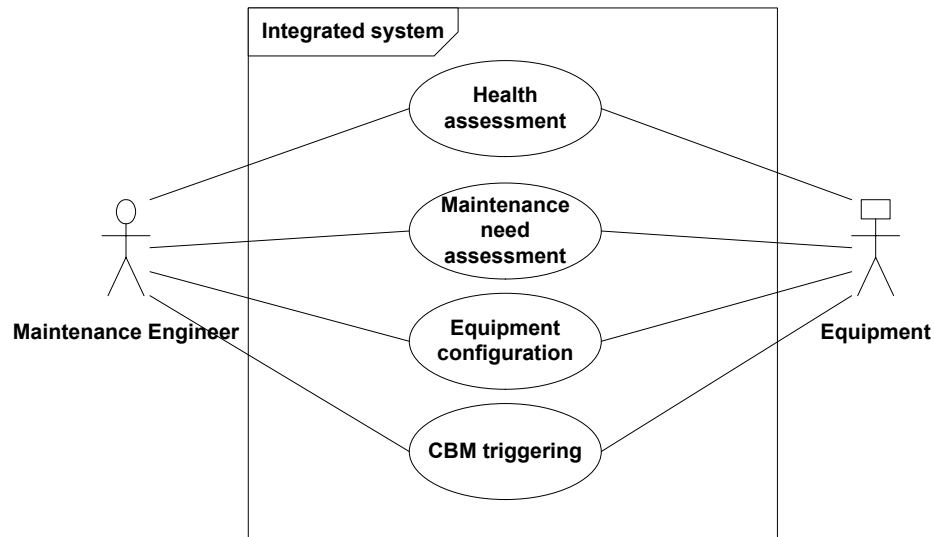 Integrated system
Health
assessment
Maintenance
need
assessment
Maintenance Engineer
Equipment
configuration
Equipment
CBM triggering